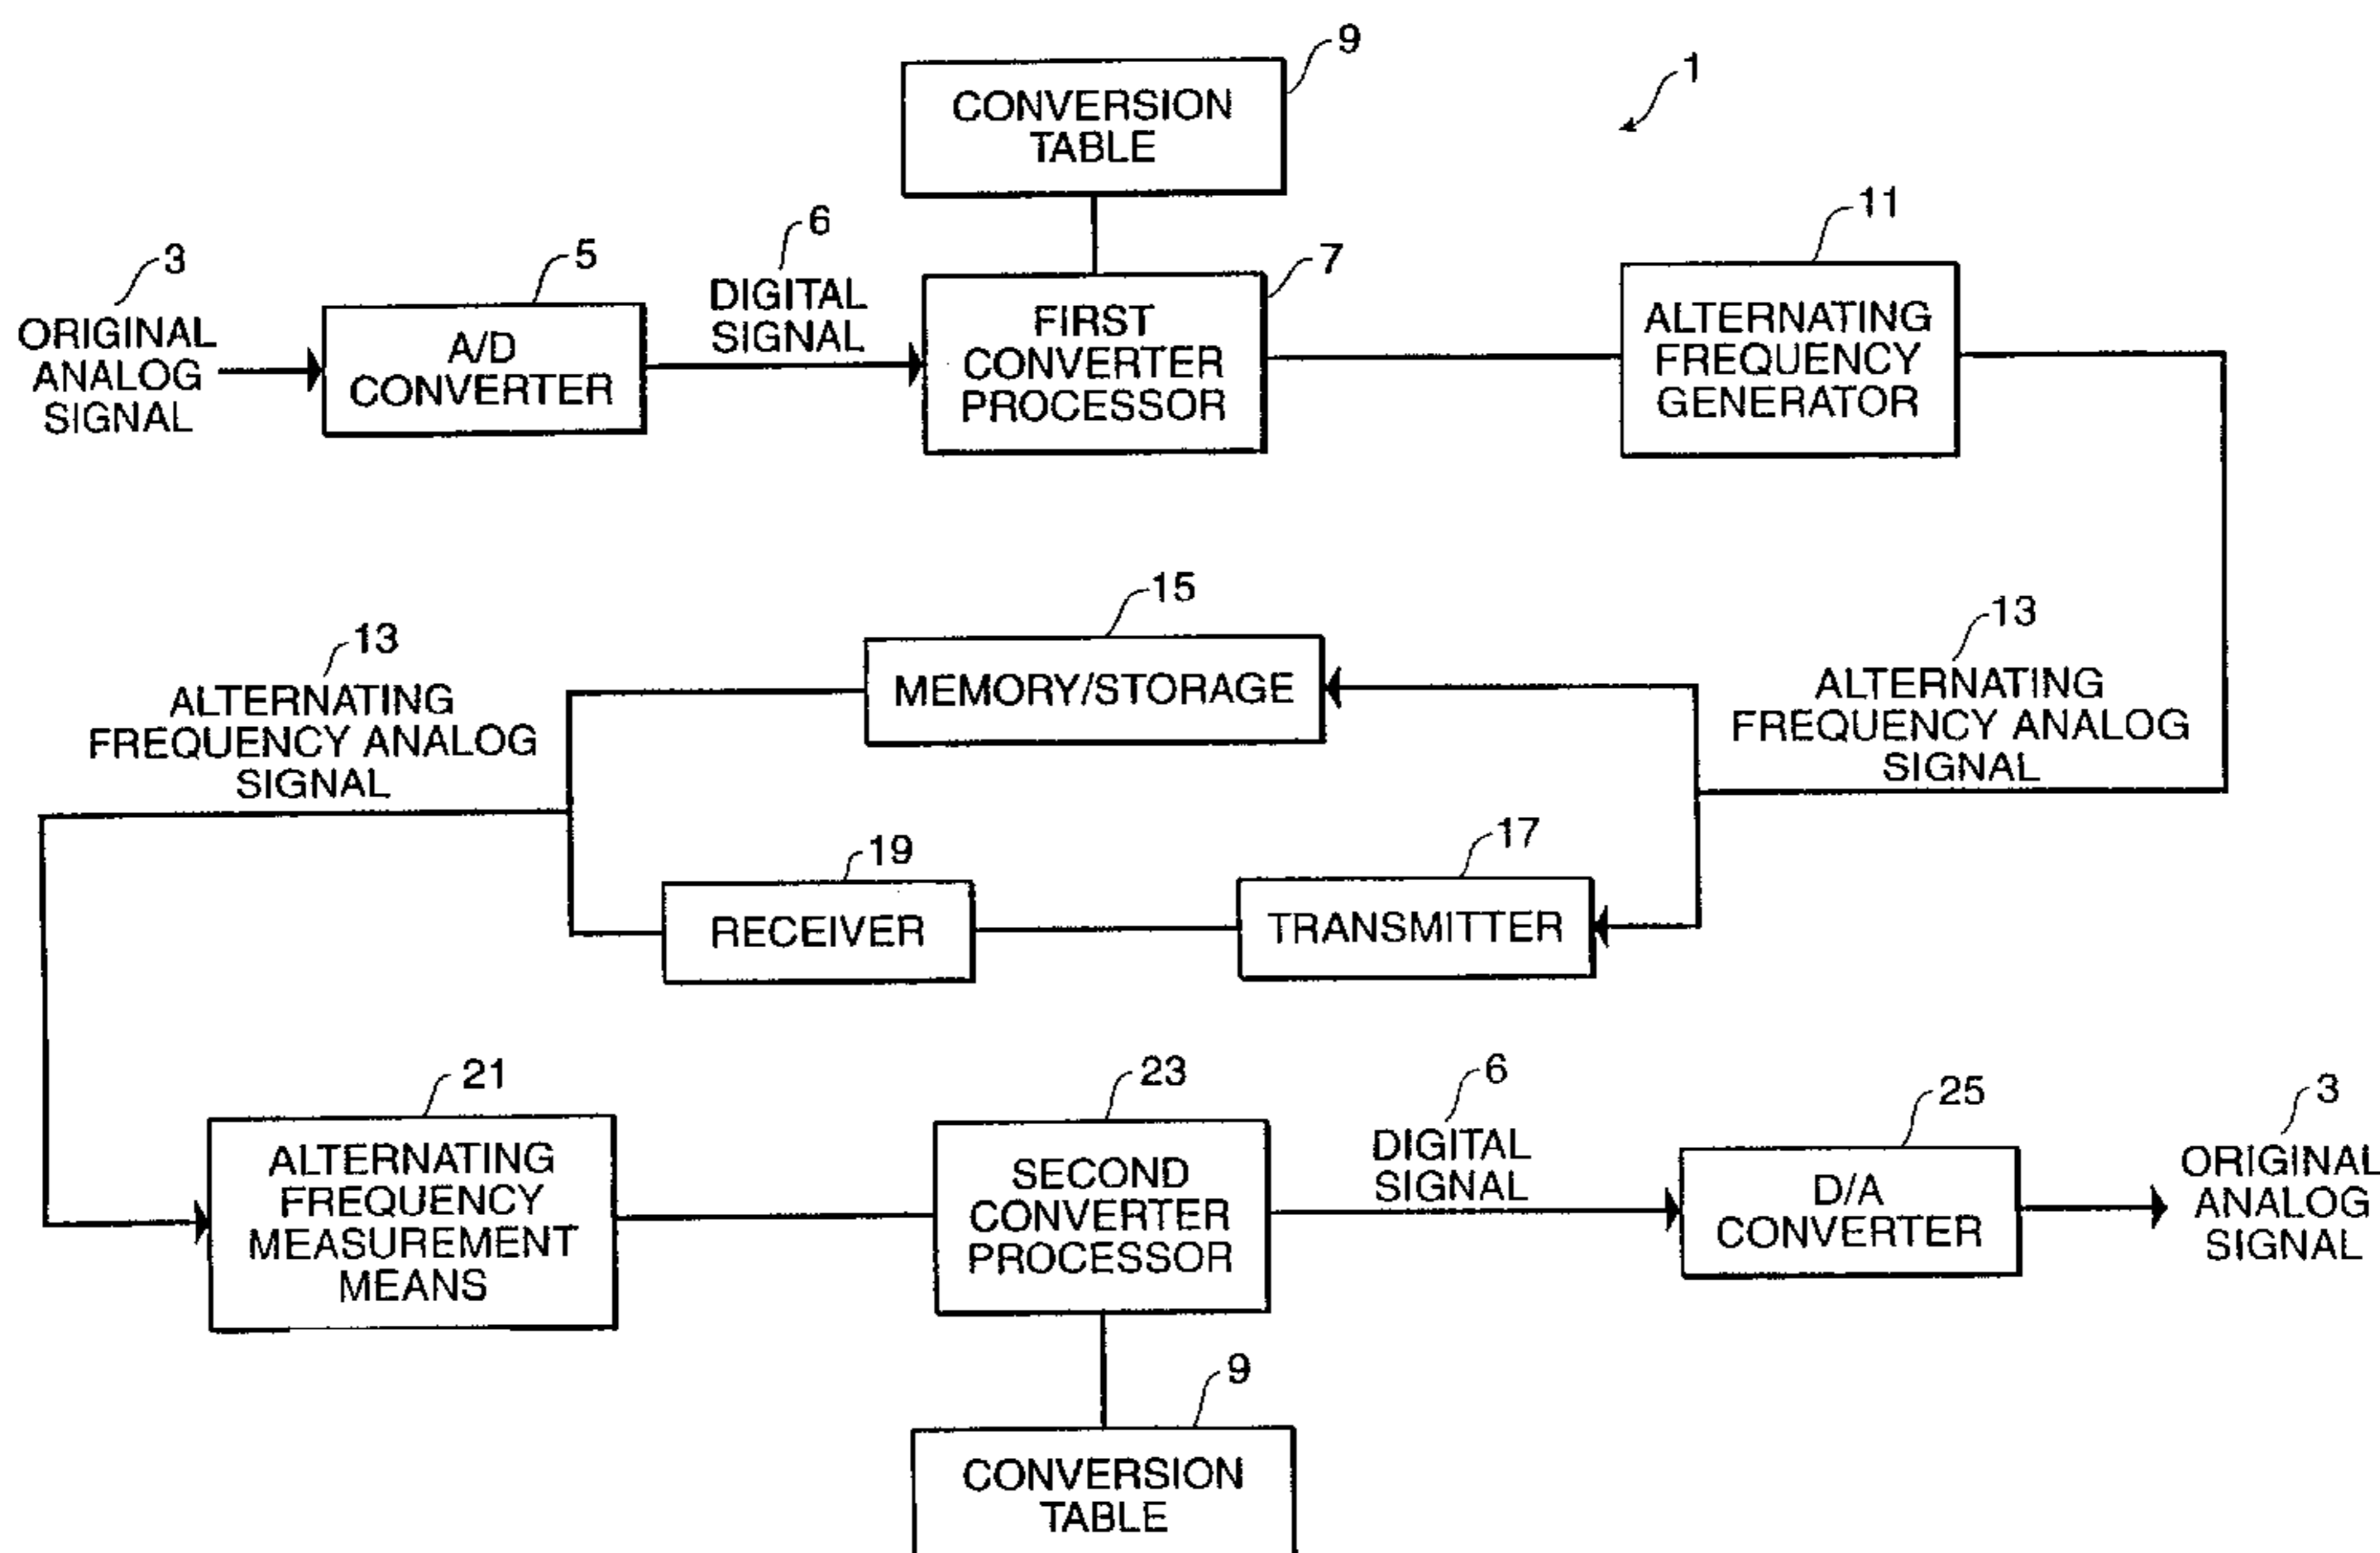 9
CONVERSION
TABLE
1
3
ORIGINAL
ANALOG
SIGNAL
5
A/D
CONVERTER
6
DIGITAL
SIGNAL
7
FIRST
CONVERTER
PROCESSOR
11
ALTERNATING
FREQUENCY
GENERATOR
13
ALTERNATING
FREQUENCY ANALOG
SIGNAL
15
MEMORY/STORAGE
13
ALTERNATING
FREQUENCY ANALOG
SIGNAL
19
RECEIVER
17
TRANSMITTER
21
ALTERNATING
FREQUENCY
MEASUREMENT
MEANS
23
SECOND
CONVERTER
PROCESSOR
6
DIGITAL
SIGNAL
25
D/A
CONVERTER
3
ORIGINAL
ANALOG
SIGNAL
9
CONVERSION
TABLE